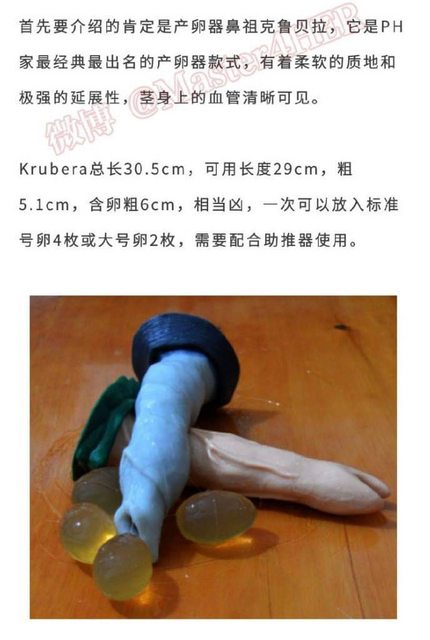 首先要介绍的肯定是产卵器鼻祖克鲁贝拉，它是PH
家最经典最出名的产卵器款式，有着柔软的质地和
极强的延展性，茎身上的血管清晰可见。
微博 @Master4HER
Krubera总长30.5cm，可用长度29cm，粗
5.1cm，含卵粗6cm，相当凶，一次可以放入标准
号卵4枚或大号卵2枚，需要配合助推器使用。